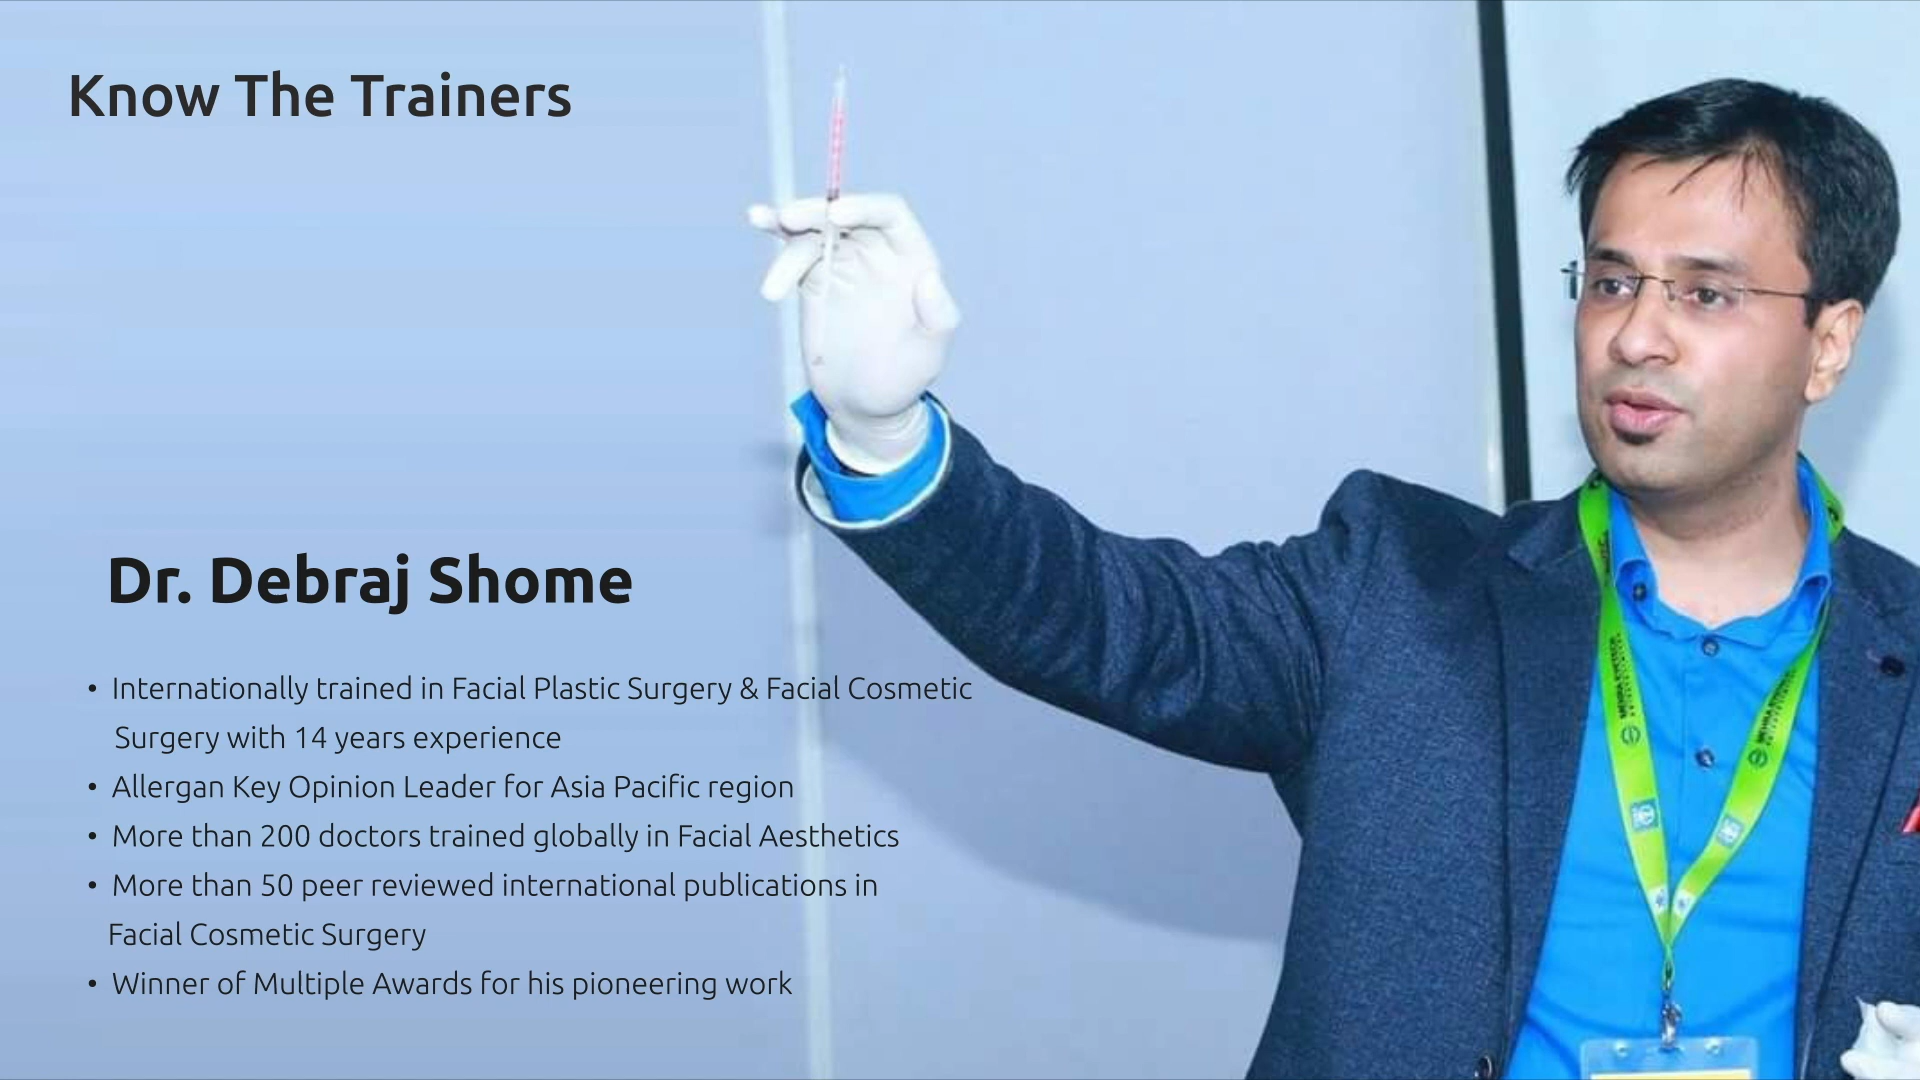 Know The Trainers
Dr. Debraj Shome
• Internationally trained in Facial Plastic Surgery & Facial Cosmetic
Surgery with 14 years experience
• Allergan Key Opinion Leader for Asia Pacific region
• More than 200 doctors trained globally in Facial Aesthetics
• More than 50 peer reviewed international publications in
Facial Cosmetic Surgery
• Winner of Multiple Awards for his pioneering work